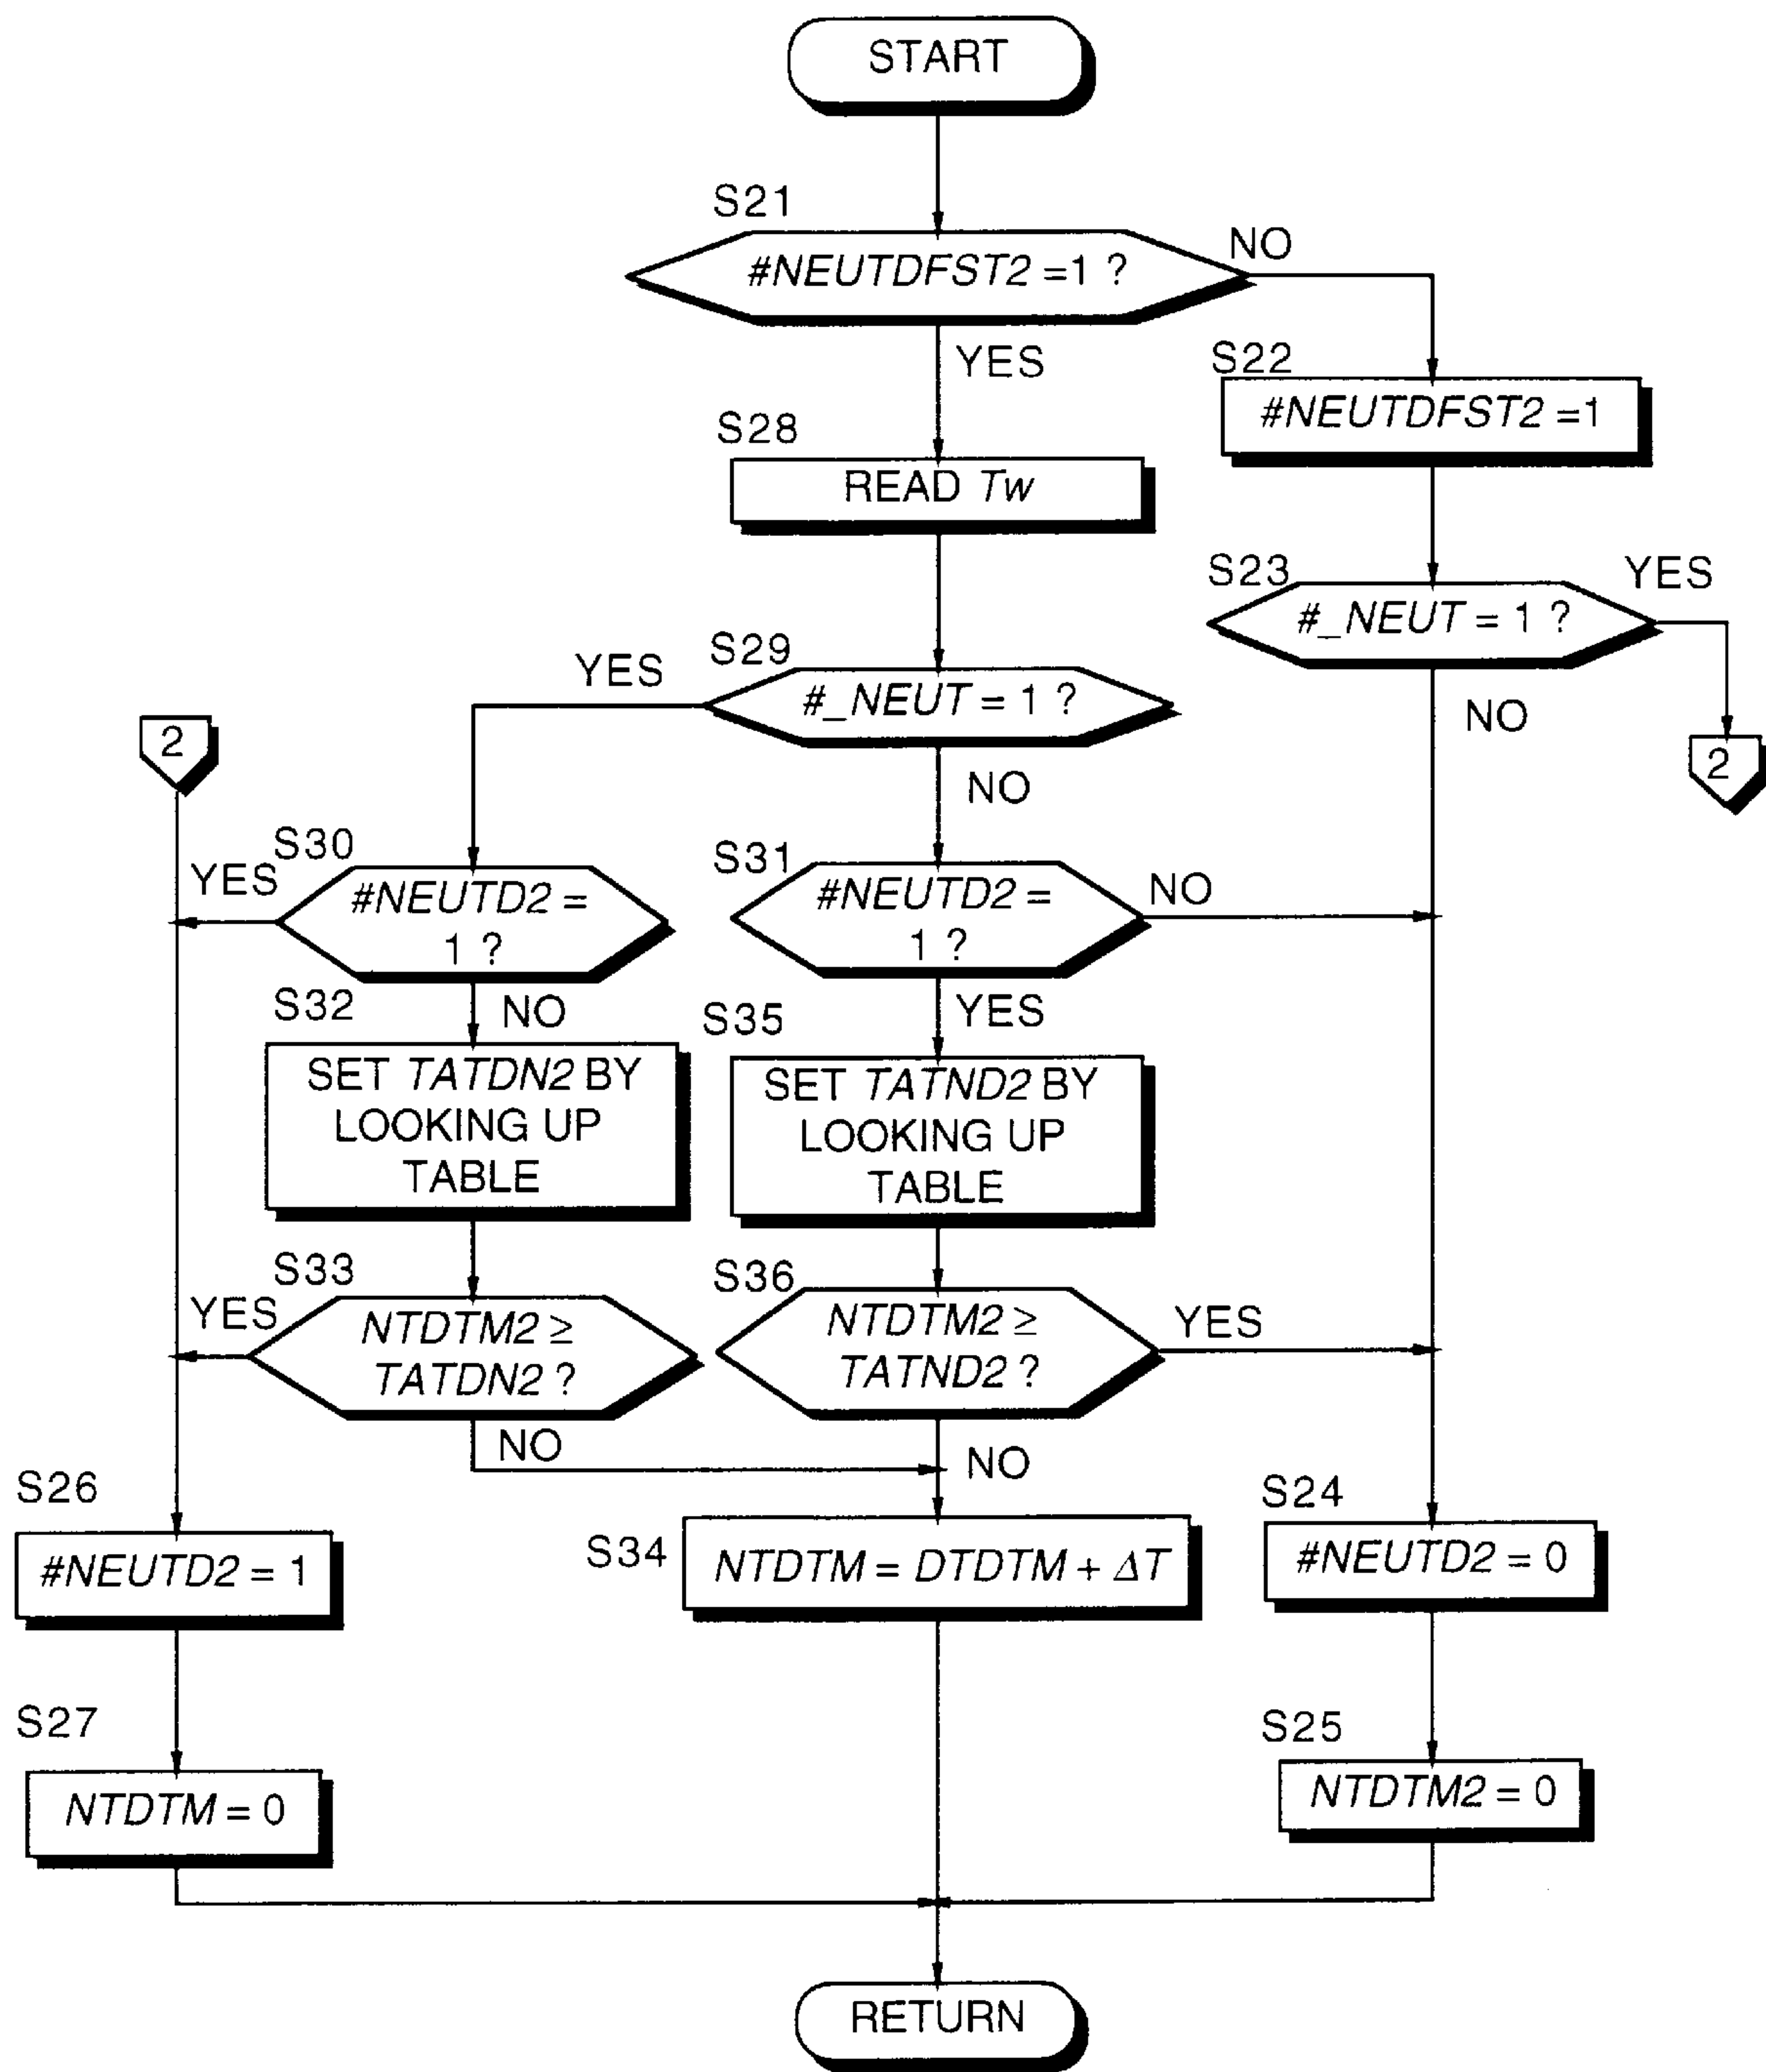 START
S21
#NEUTDFST2 =1 ?
NO
YES
S22
#NEUTDFST2 =1
S28
READ Tw
S23
#_NEUT = 1 ?
YES
NO
2
S29
#_NEUT = 1 ?
YES
NO
2
S30
#NEUTD2 =
1 ?
YES
NO
S31
#NEUTD2 =
1 ?
NO
YES
S32
SET TATDN2 BY
LOOKING UP
TABLE
S35
SET TATND2 BY
LOOKING UP
TABLE
S33
NTDTM2 ≥
TATDN2 ?
YES
NO
S36
NTDTM2 ≥
TATND2 ?
YES
NO
S26
#NEUTD2 = 1
S34
NTDTM = DTDTM + ΔT
S24
#NEUTD2 = 0
S27
NTDTM = 0
S25
NTDTM2 = 0
RETURN